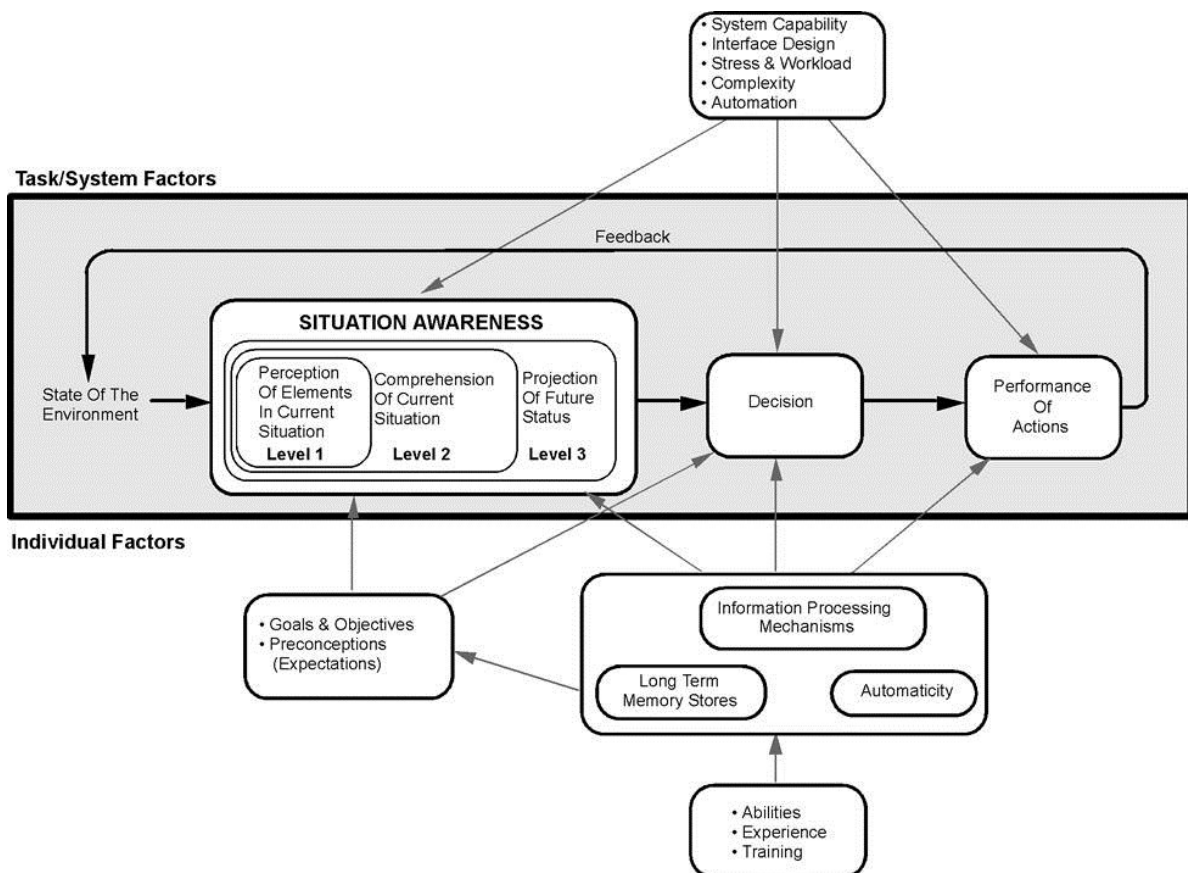 • System Capability
• Interface Design
• Stress & Workload
• Complexity
• Automation
Task/System Factors
Feedback
SITUATION AWARENESS
State Of The
Environment
Perception
Of Elements
In Current
Situation
Level 1
Comprehension
Of Current
Situation
Level 2
Projection
Of Future
Status
Level 3
Decision
Performance
Of
Actions
Individual Factors
• Goals & Objectives
• Preconceptions
(Expectations)
Information Processing
Mechanisms
Long Term
Memory Stores
Automaticity
• Abilities
• Experience
• Training